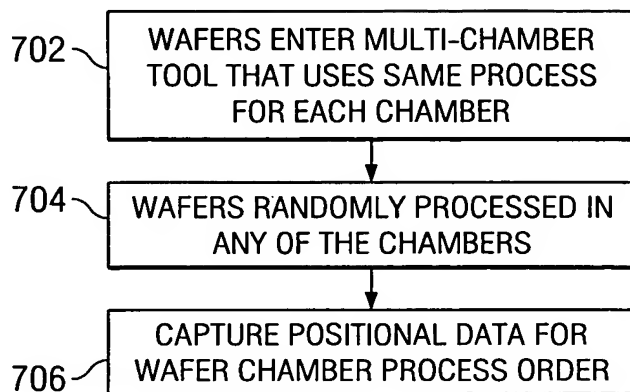 702
WAFERS ENTER MULTI-CHAMBER
TOOL THAT USES SAME PROCESS
FOR EACH CHAMBER
704
WAFERS RANDOMLY PROCESSED IN
ANY OF THE CHAMBERS
706
CAPTURE POSITIONAL DATA FOR
WAFER CHAMBER PROCESS ORDER